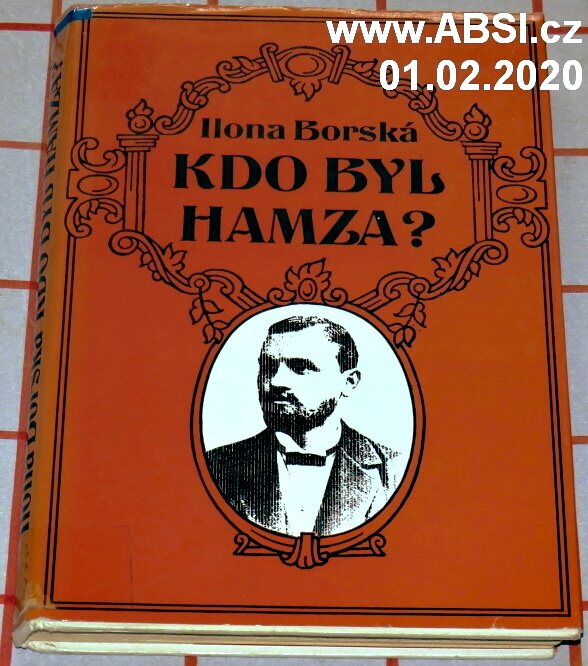 www.ABSI.cz
01.02.2020
Ilona Borská
KDO BYL
HAMZA?
ILONA BORSKÁ: KDO BYL HAMZA?